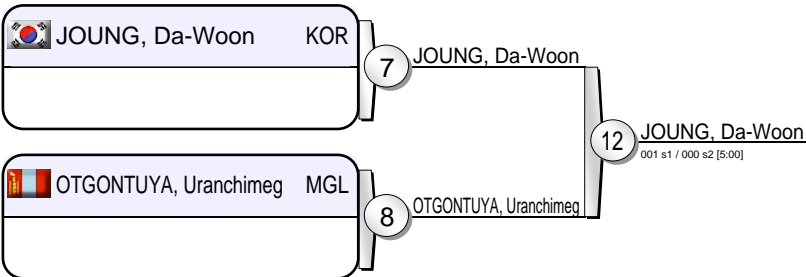 JOUNG, Da-Woon KOR
7
JOUNG, Da-Woon
12
JOUNG, Da-Woon
001 s1 / 000 s2 [5:00]
OTGONTUYA, Uranchimeg MGL
8
OTGONTUYA, Uranchimeg